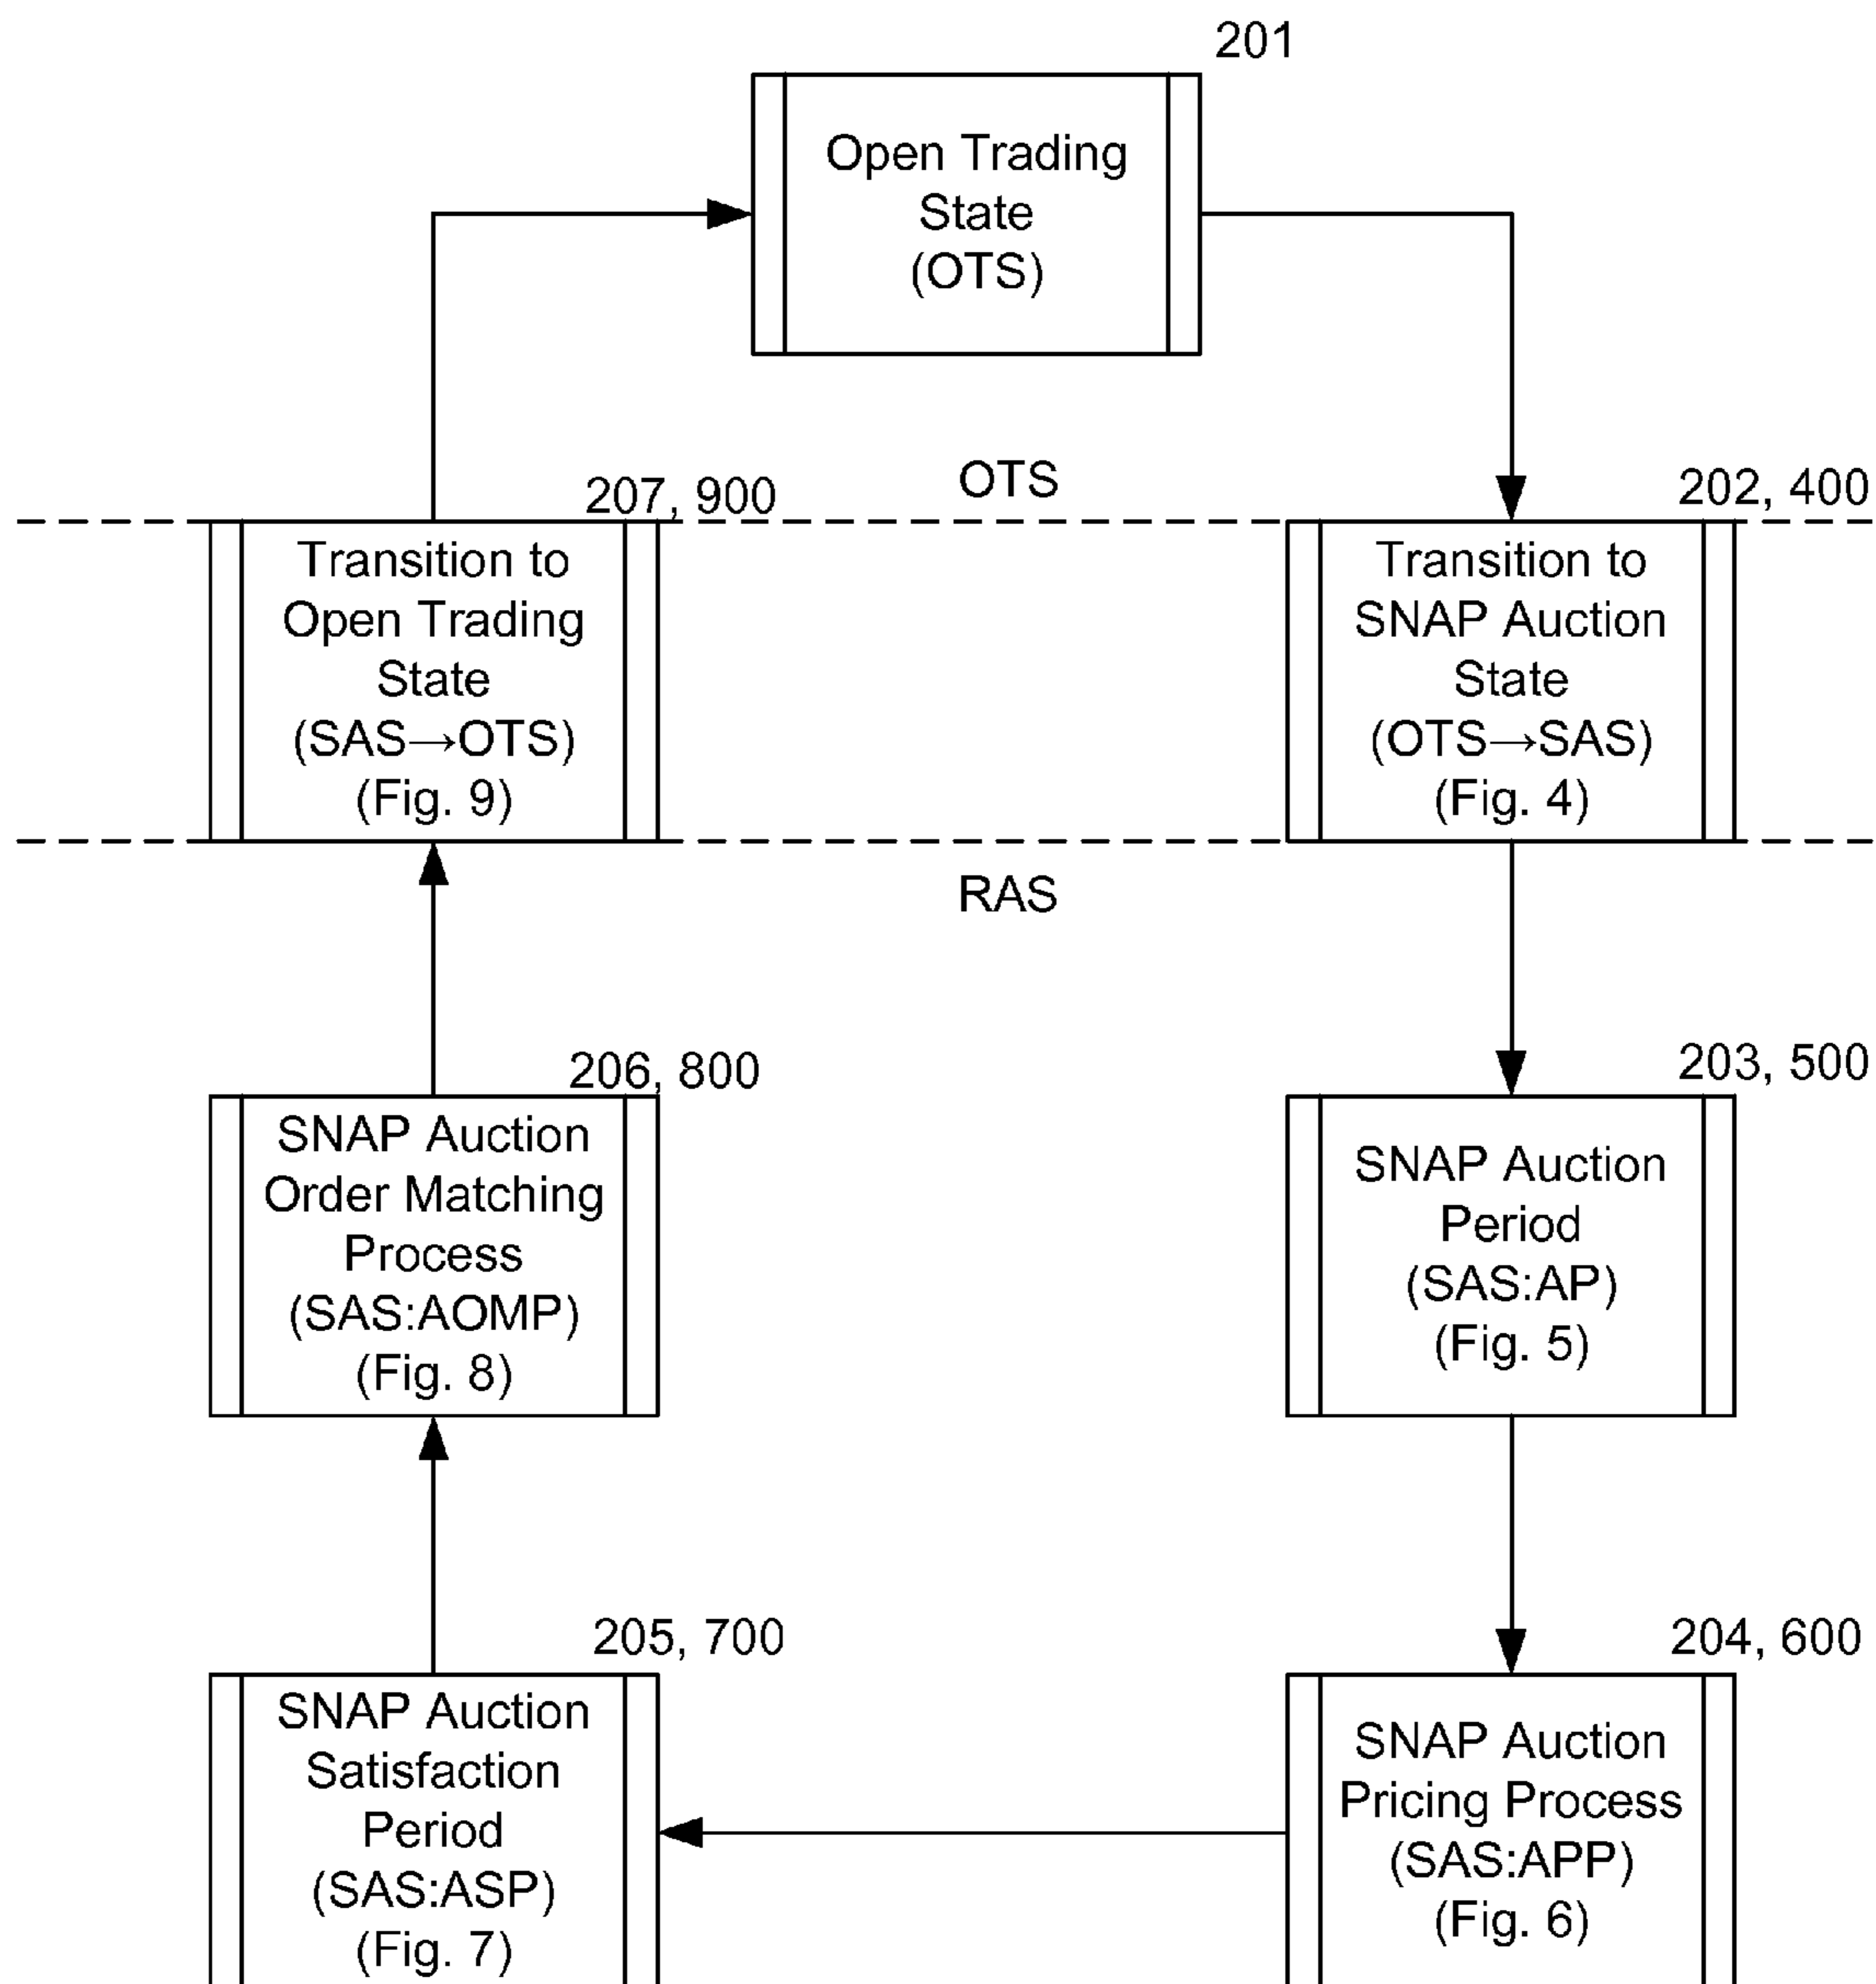 201
Open Trading
State
(OTS)
OTS
207, 900
Transition to
Open Trading
State
(SAS→OTS)
(Fig. 9)
202, 400
Transition to
SNAP Auction
State
(OTS→SAS)
(Fig. 4)
RAS
206, 800
SNAP Auction
Order Matching
Process
(SAS:AOMP)
(Fig. 8)
203, 500
SNAP Auction
Period
(SAS:AP)
(Fig. 5)
205, 700
SNAP Auction
Satisfaction
Period
(SAS:ASP)
(Fig. 7)
204, 600
SNAP Auction
Pricing Process
(SAS:APP)
(Fig. 6)